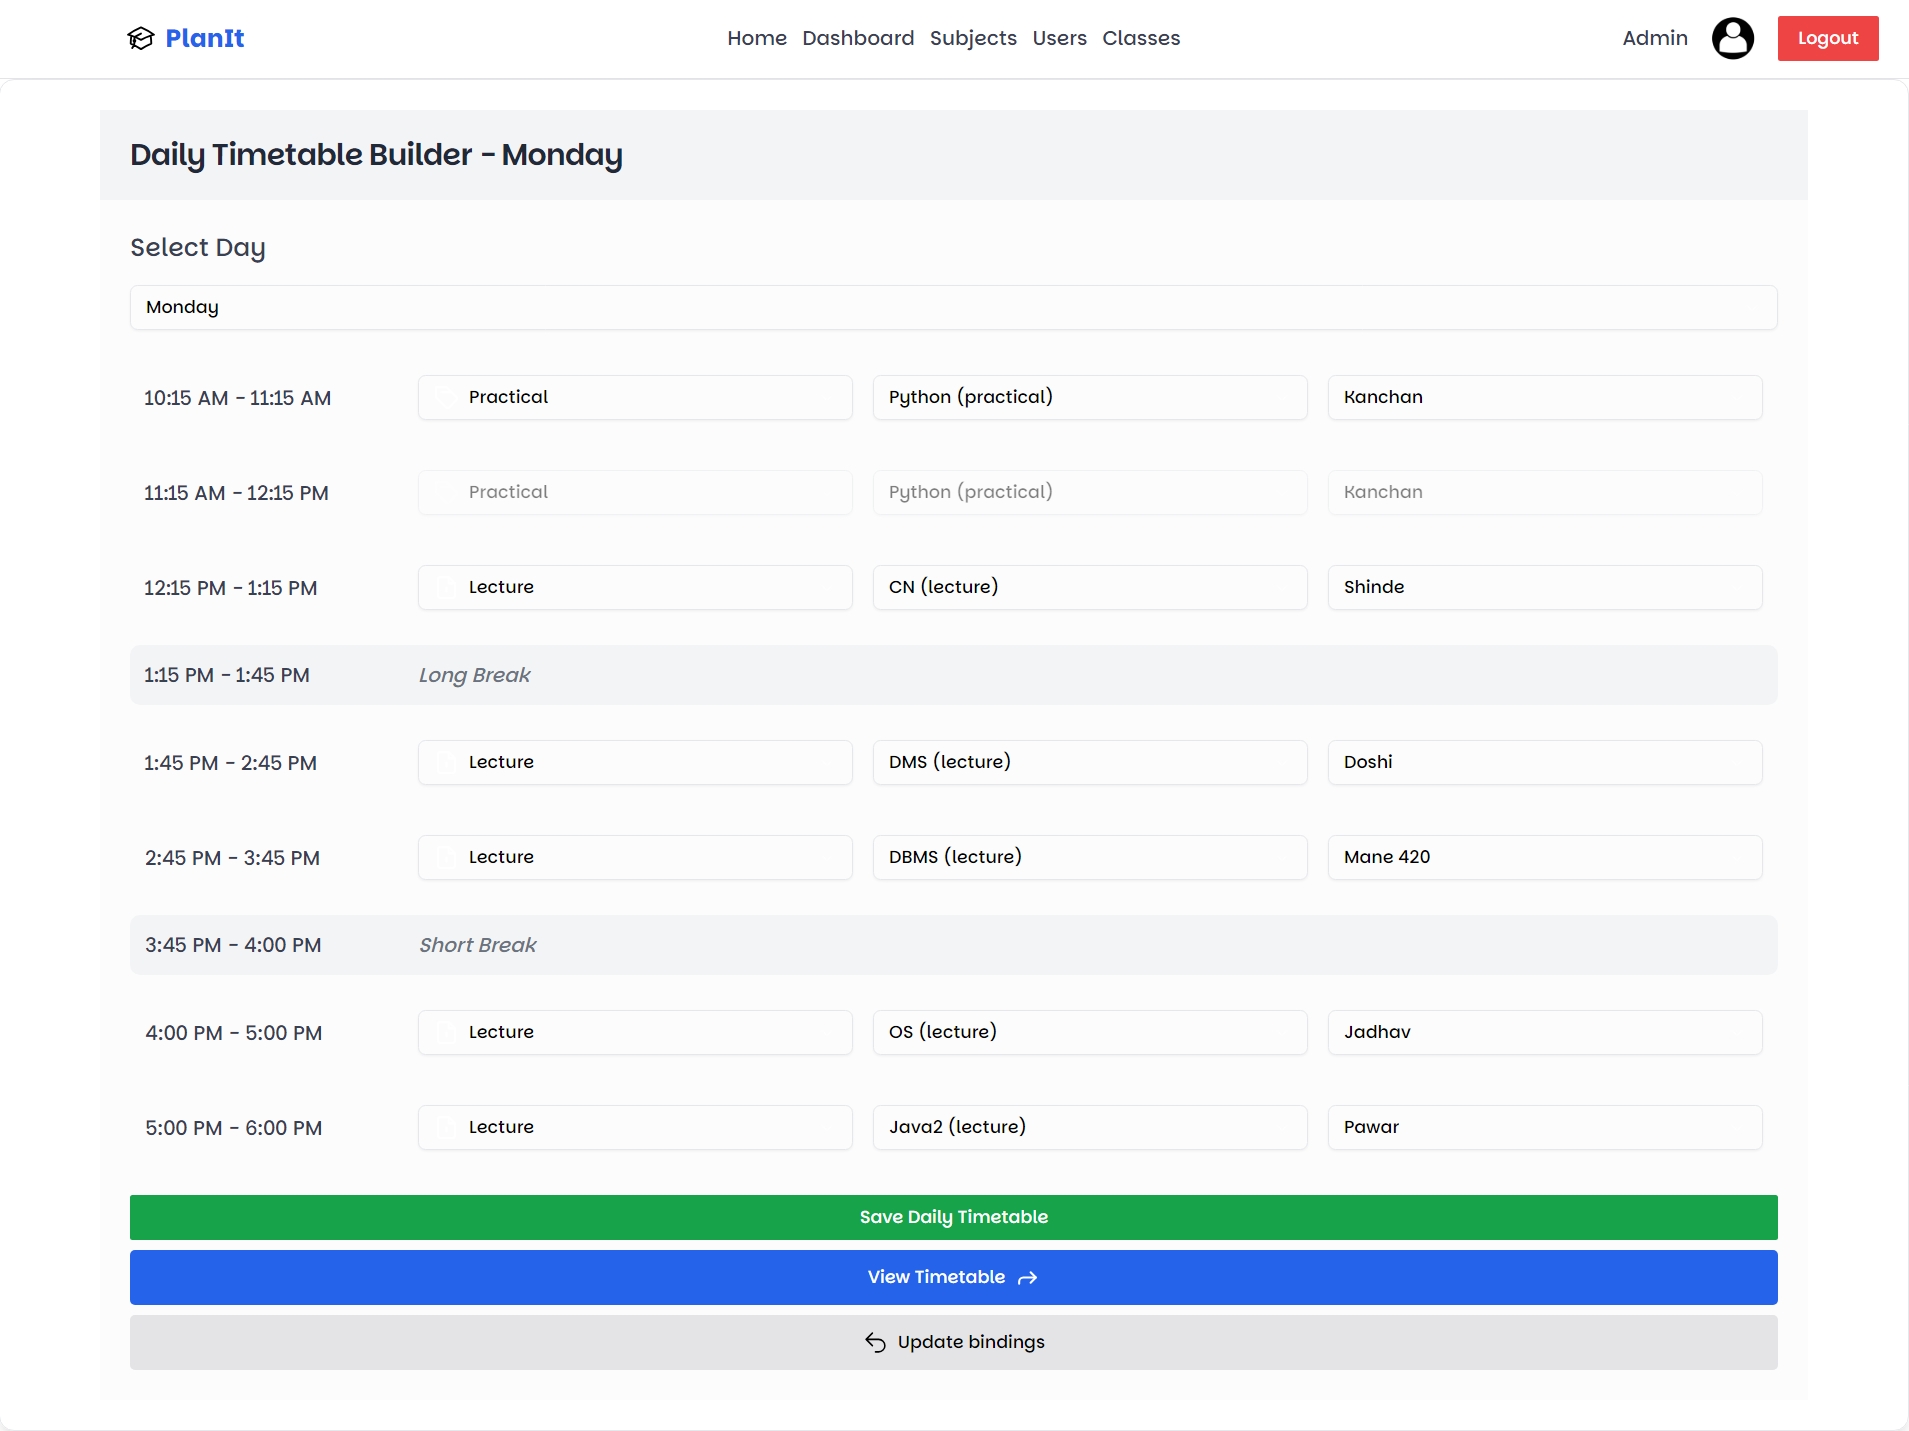 PlanIt Home Dashboard Subjects Users Classes Admin Logout
Daily Timetable Builder - Monday
Select Day
Monday
10:15 AM - 11:15 AM Practical Python (practical) Kanchan
11:15 AM - 12:15 PM Practical Python (practical) Kanchan
12:15 PM - 1:15 PM Lecture CN (lecture) Shinde
1:15 PM - 1:45 PM Long Break
1:45 PM - 2:45 PM Lecture DMS (lecture) Doshi
2:45 PM - 3:45 PM Lecture DBMS (lecture) Mane 420
3:45 PM - 4:00 PM Short Break
4:00 PM - 5:00 PM Lecture OS (lecture) Jadhav
5:00 PM - 6:00 PM Lecture Java2 (lecture) Pawar
Save Daily Timetable
View Timetable
Update bindings